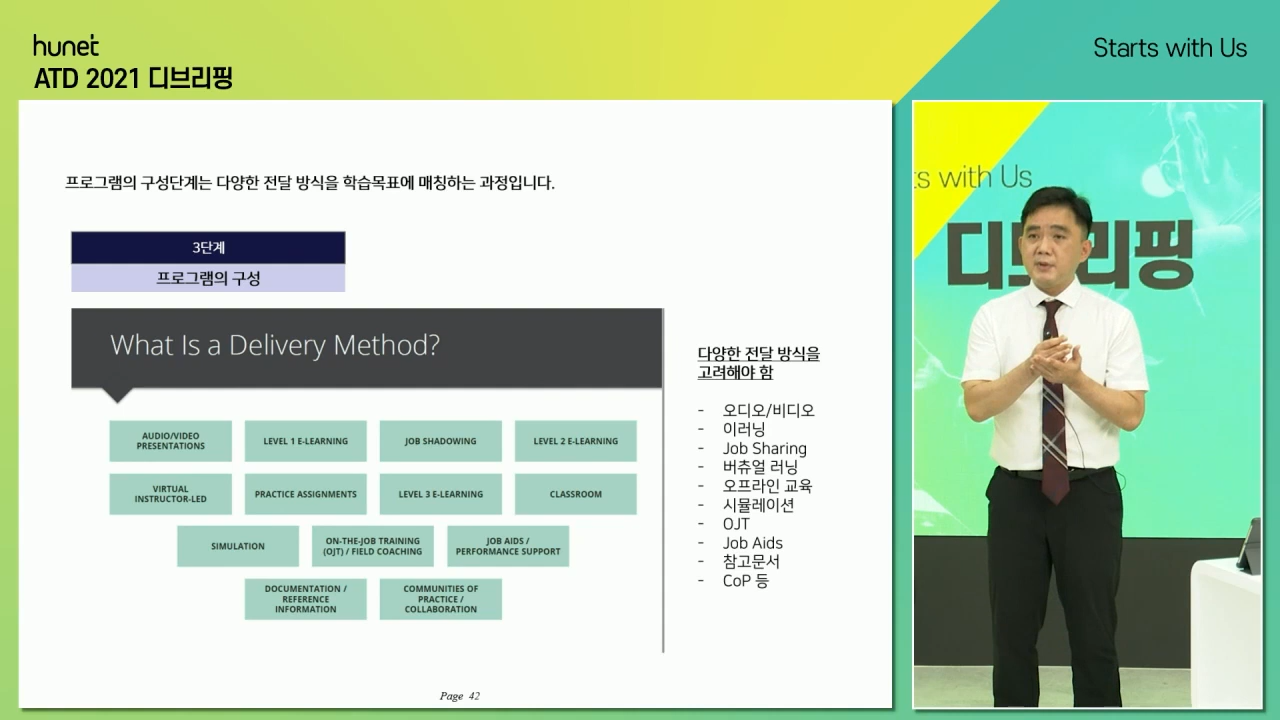 hunet
ATD 2021 디브리핑
Starts with Us
프로그램의 구성단계는 다양한 전달 방식을 학습목표에 매칭하는 과정입니다.
3단계
프로그램의 구성
What Is a Delivery Method?
AUDIO/VIDEO
PRESENTATIONS
LEVEL 1 E-LEARNING
JOB SHADOWING
LEVEL 2 E-LEARNING
VIRTUAL
INSTRUCTOR-LED
PRACTICE ASSIGNMENTS
LEVEL 3 E-LEARNING
CLASSROOM
SIMULATION
ON-THE-JOB TRAINING
(OJT) / FIELD COACHING
JOB AIDS /
PERFORMANCE SUPPORT
DOCUMENTATION /
REFERENCE
INFORMATION
COMMUNITIES OF
PRACTICE /
COLLABORATION
다양한 전달 방식을
고려해야 함
- 오디오/비디오
- 이러닝
- Job Sharing
- 버츄얼 러닝
- 오프라인 교육
- 시뮬레이션
- OJT
- Job Aids
- 참고문서
- CoP 등
Page 42
ts with Us
디브리핑